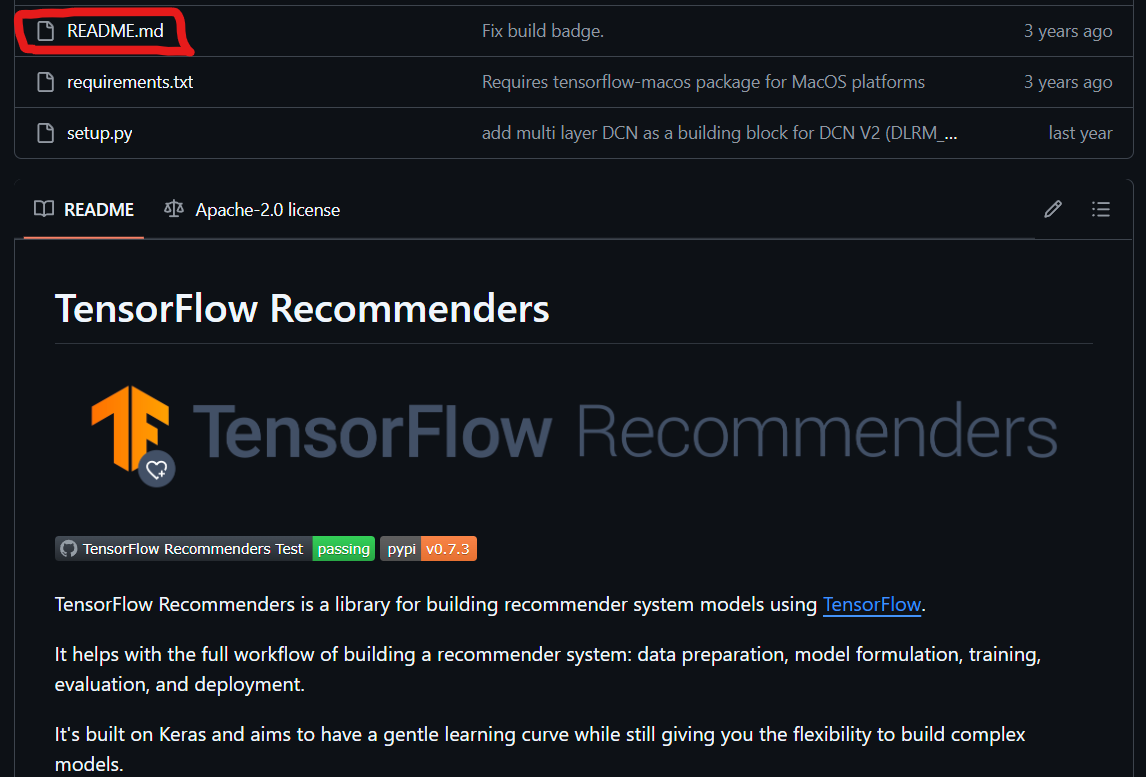 README.md Fix build badge. 3 years ago
requirements.txt Requires tensorflow-macos package for MacOS platforms 3 years ago
setup.py add multi layer DCN as a building block for DCN V2 (DLRM_... last year
README Apache-2.0 license
TensorFlow Recommenders
TensorFlow Recommenders
TensorFlow Recommenders Test passing pypi v0.7.3
TensorFlow Recommenders is a library for building recommender system models using TensorFlow.
It helps with the full workflow of building a recommender system: data preparation, model formulation, training,
evaluation, and deployment.
It's built on Keras and aims to have a gentle learning curve while still giving you the flexibility to build complex
models.